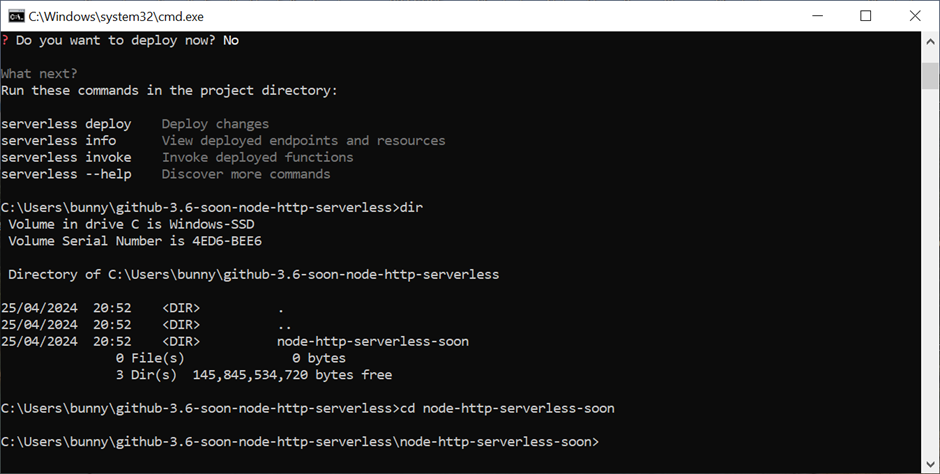 C:\Windows\system32\cmd.exe
? Do you want to deploy now? No
What next?
Run these commands in the project directory:
serverless deploy    Deploy changes
serverless info      View deployed endpoints and resources
serverless invoke    Invoke deployed functions
serverless --help    Discover more commands
C:\Users\bunny\github-3.6-soon-node-http-serverless>dir
 Volume in drive C is Windows-SSD
 Volume Serial Number is 4ED6-BEE6
 Directory of C:\Users\bunny\github-3.6-soon-node-http-serverless
25/04/2024  20:52    <DIR>          .
25/04/2024  20:52    <DIR>          ..
25/04/2024  20:52    <DIR>          node-http-serverless-soon
               0 File(s)              0 bytes
               3 Dir(s)  145,845,534,720 bytes free
C:\Users\bunny\github-3.6-soon-node-http-serverless>cd node-http-serverless-soon
C:\Users\bunny\github-3.6-soon-node-http-serverless\node-http-serverless-soon>